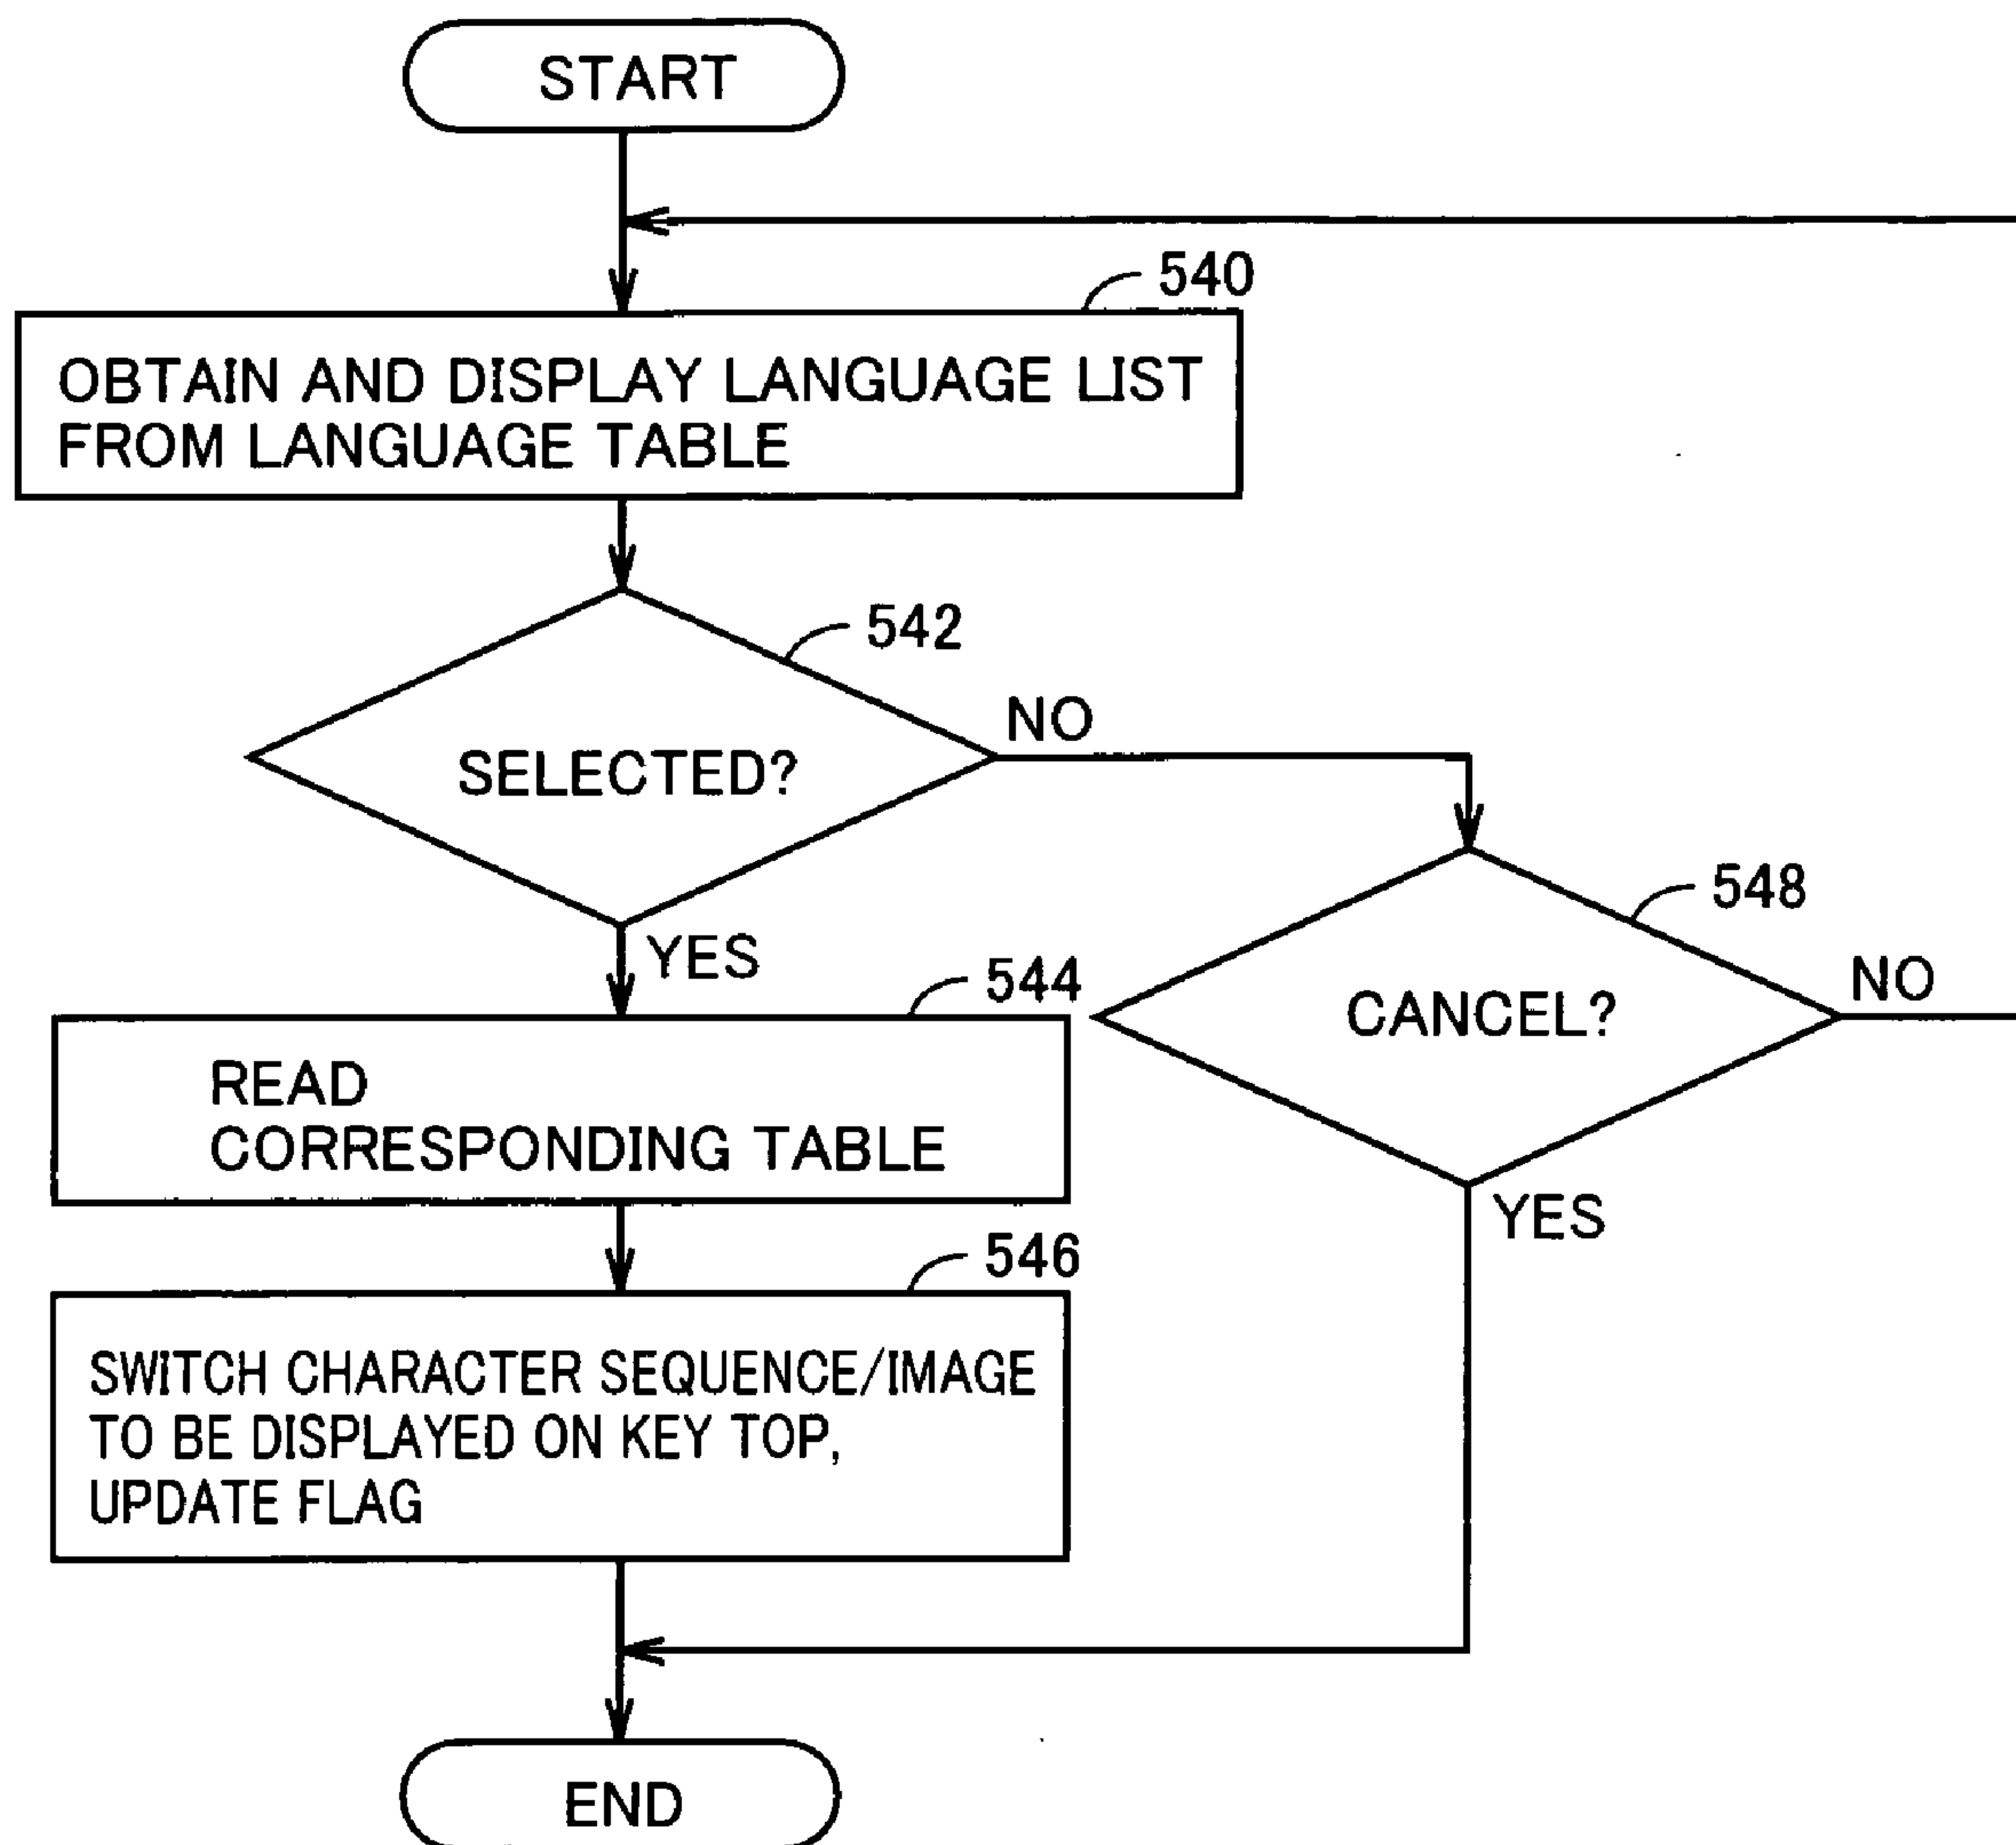 START
540
OBTAIN AND DISPLAY LANGUAGE LIST
FROM LANGUAGE TABLE
542
NO
SELECTED?
548
YES
NO
544
CANCEL?
READ
CORRESPONDING TABLE
YES
546
SWITCH CHARACTER SEQUENCE/IMAGE
TO BE DISPLAYED ON KEY TOP,
UPDATE FLAG
END